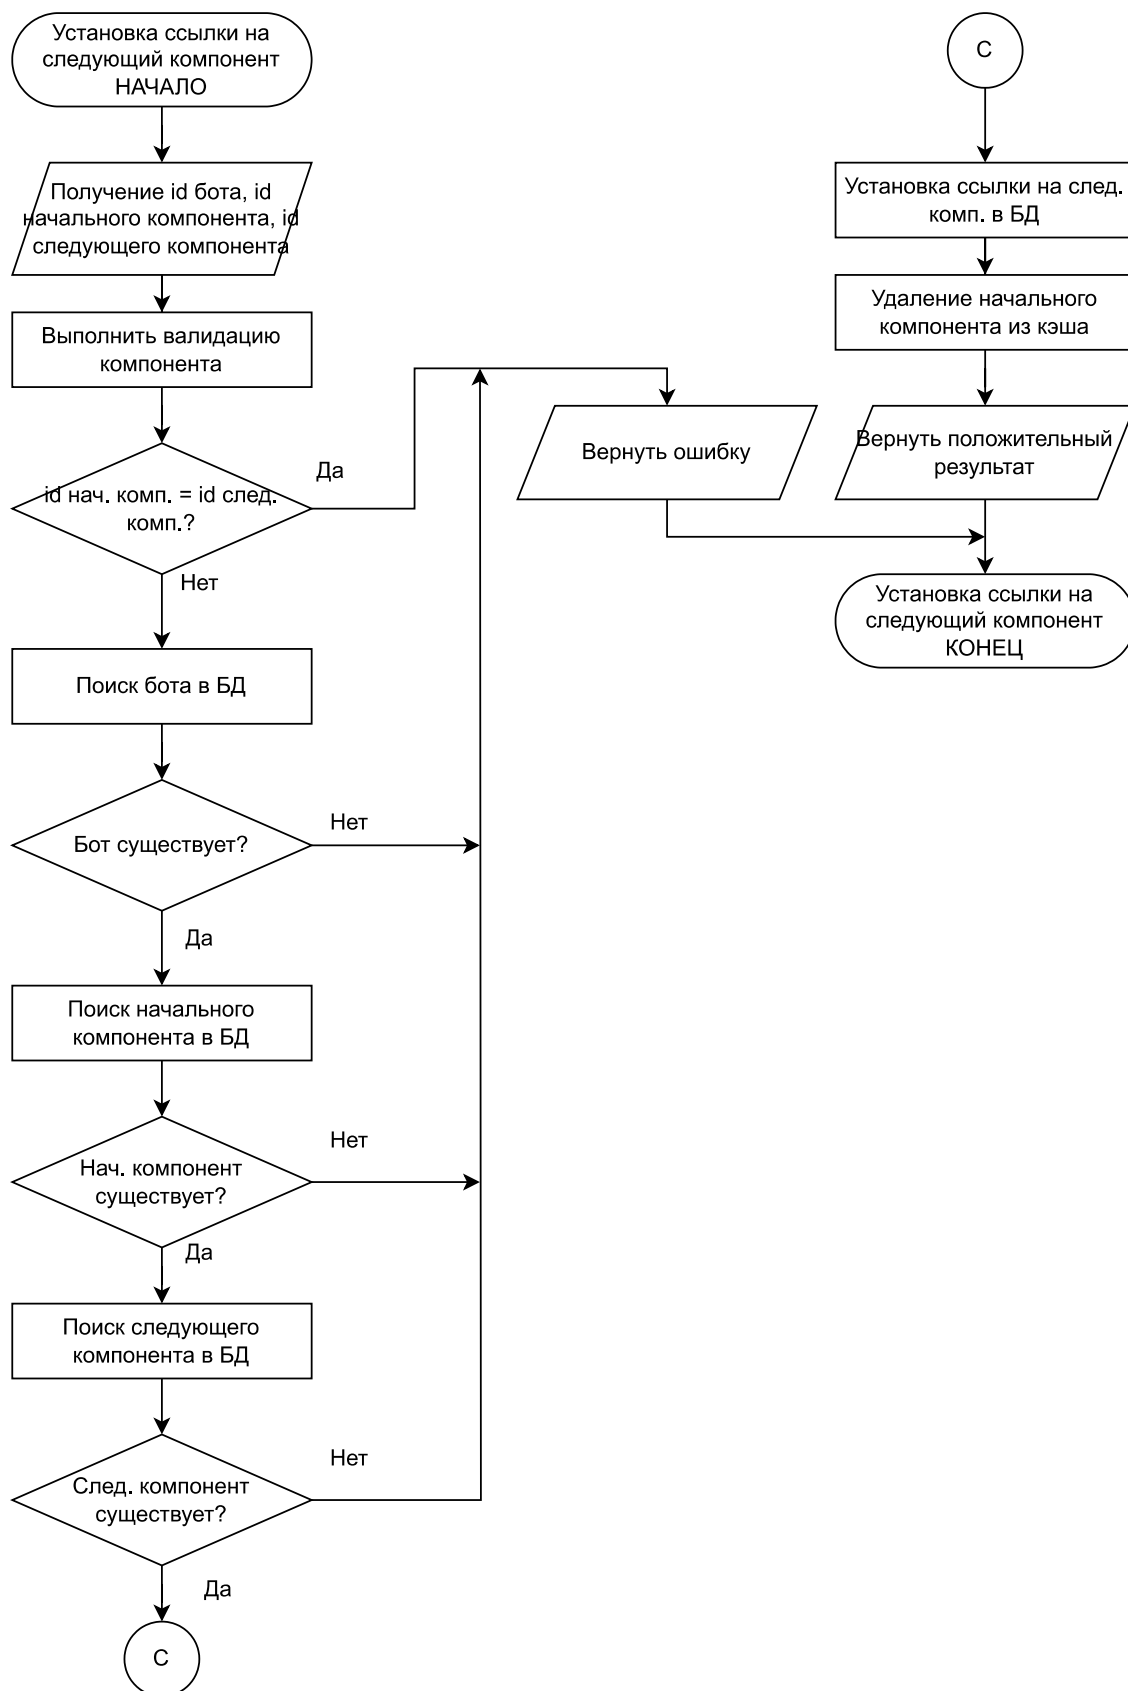 Установка ссылки на
следующий компонент
НАЧАЛО
Получение id бота, id
начального компонента, id
следующего компонента
Выполнить валидацию
компонента
id нач. комп. = id след.
комп.?
Да
Нет
Поиск бота в БД
Бот существует?
Нет
Да
Поиск начального
компонента в БД
Нач. компонент
существует?
Нет
Да
Поиск следующего
компонента в БД
След. компонент
существует?
Нет
Да
С
Вернуть ошибку
С
Установка ссылки на след.
комп. в БД
Удаление начального
компонента из кэша
Вернуть положительный
результат
Установка ссылки на
следующий компонент
КОНЕЦ